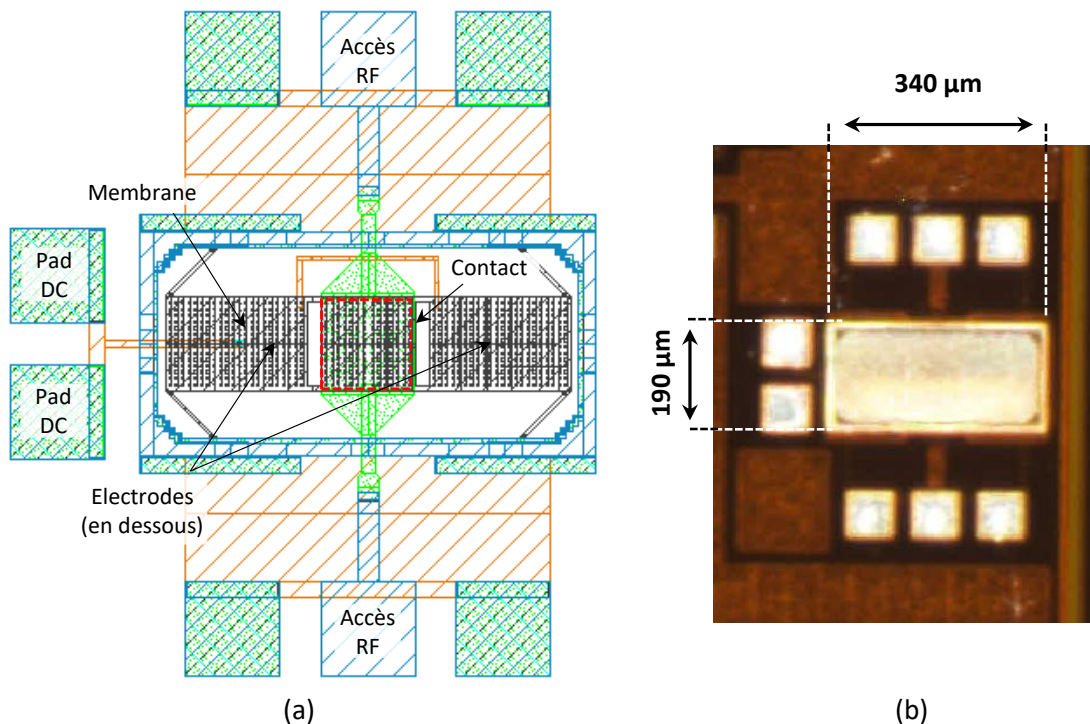 Accès
RF
340 µm
Membrane
Pad
DC
Contact
190 µm
Pad
DC
Electrodes
(en dessous)
Accès
RF
(a)
(b)